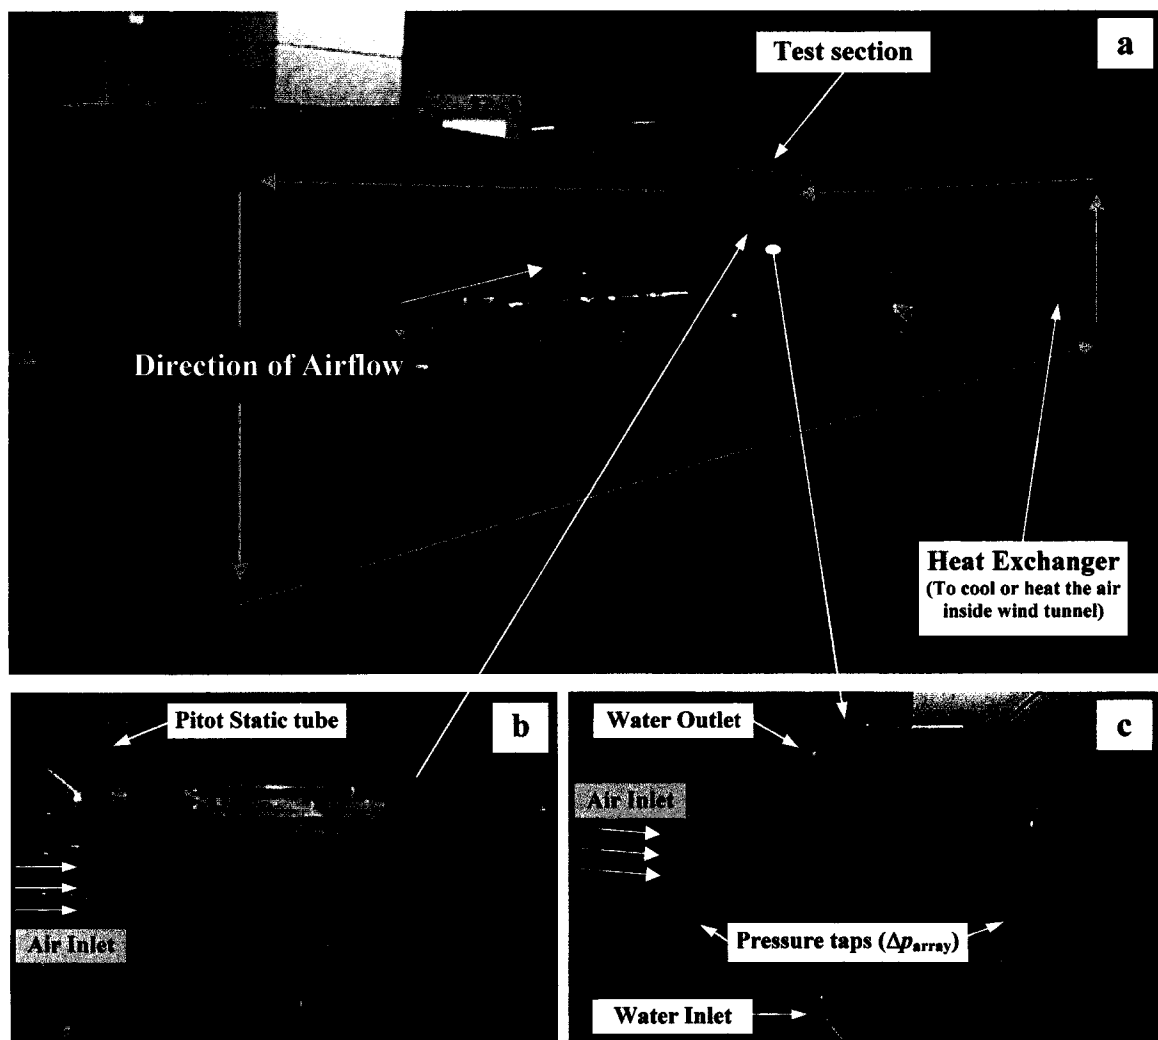 a
Test section
Direction of Airflow
Heat Exchanger
(To cool or heat the air
inside wind tunnel)
b
Pitot Static tube
Air Inlet
c
Water Outlet
Air Inlet
Pressure taps (Δp_array)
Water Inlet